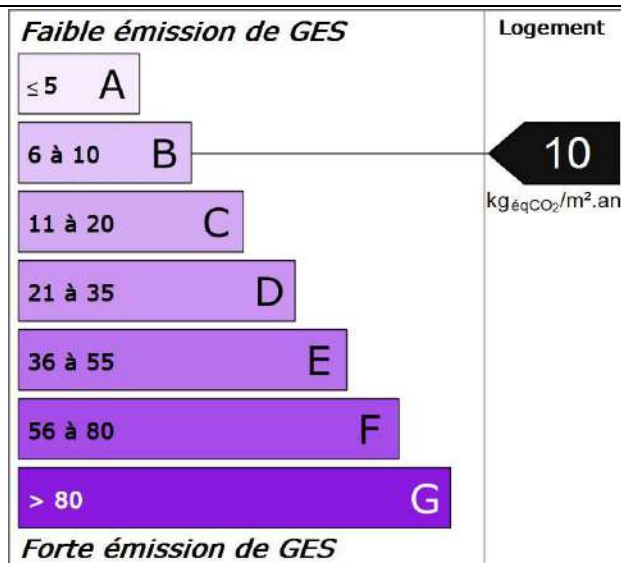 Faible émission de GES
Logement
≤ 5 A
6 à 10 B
10
kgéqCO₂/m².an
11 à 20 C
21 à 35 D
36 à 55 E
56 à 80 F
> 80 G
Forte émission de GES